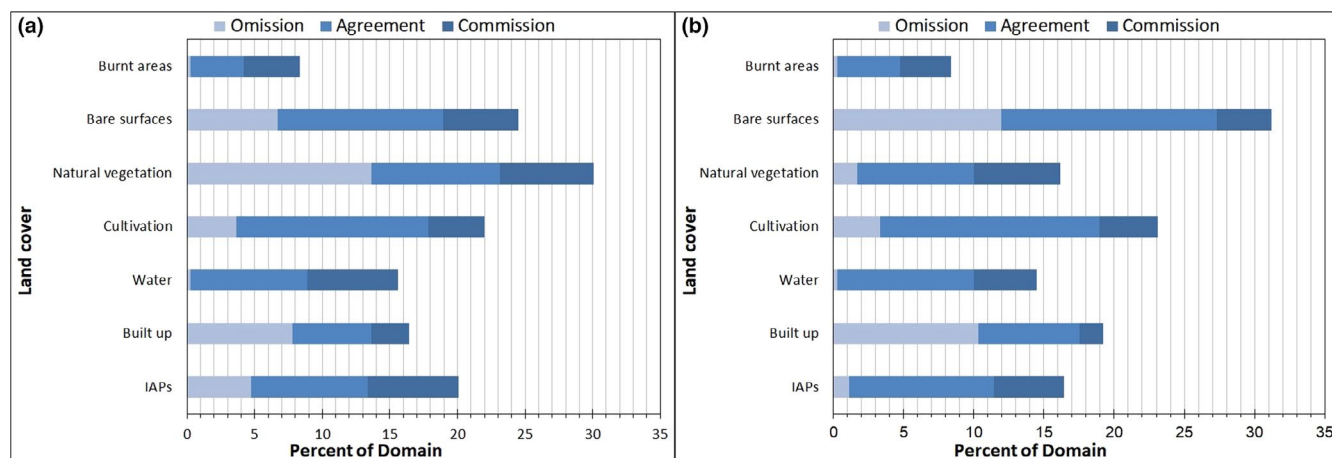 (a) Omission Agreement Commission
Land cover
Burnt areas
Bare surfaces
Natural vegetation
Cultivation
Water
Built up
IAPs
0 5 10 15 20 25 30 35
Percent of Domain
(b) Omission Agreement Commission
Land cover
Burnt areas
Bare surfaces
Natural vegetation
Cultivation
Water
Built up
IAPs
0 5 10 15 20 25 30 35
Percent of Domain